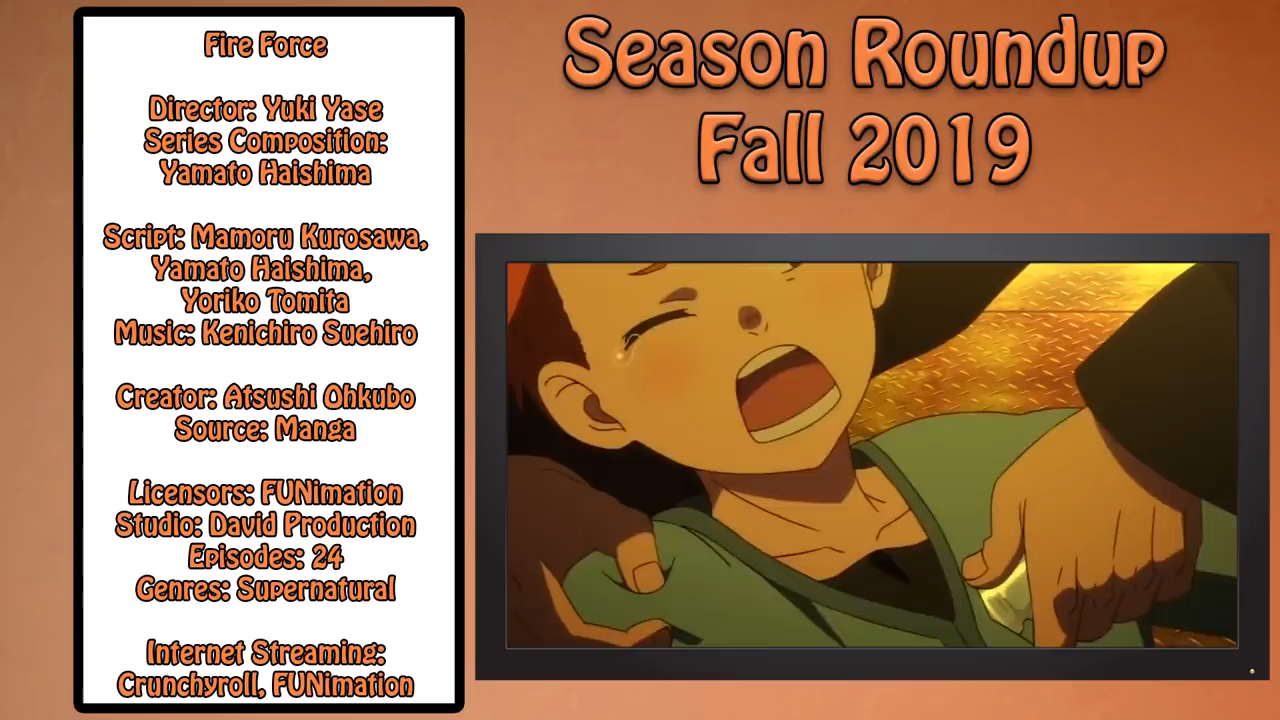 Fire Force
Director: Yuki Yase
Series Composition:
Yamato Haishima
Script: Mamoru Kurosawa,
Yamato Haishima,
Yoriko Tomita
Music: Kenichiro Suehiro
Creator: Atsushi Ohkubo
Source: Manga
Licensors: FUNimation
Studio: David Production
Episodes: 24
Genres: Supernatural
Internet Streaming:
Crunchyroll, FUNimation
Season Roundup
Fall 2019